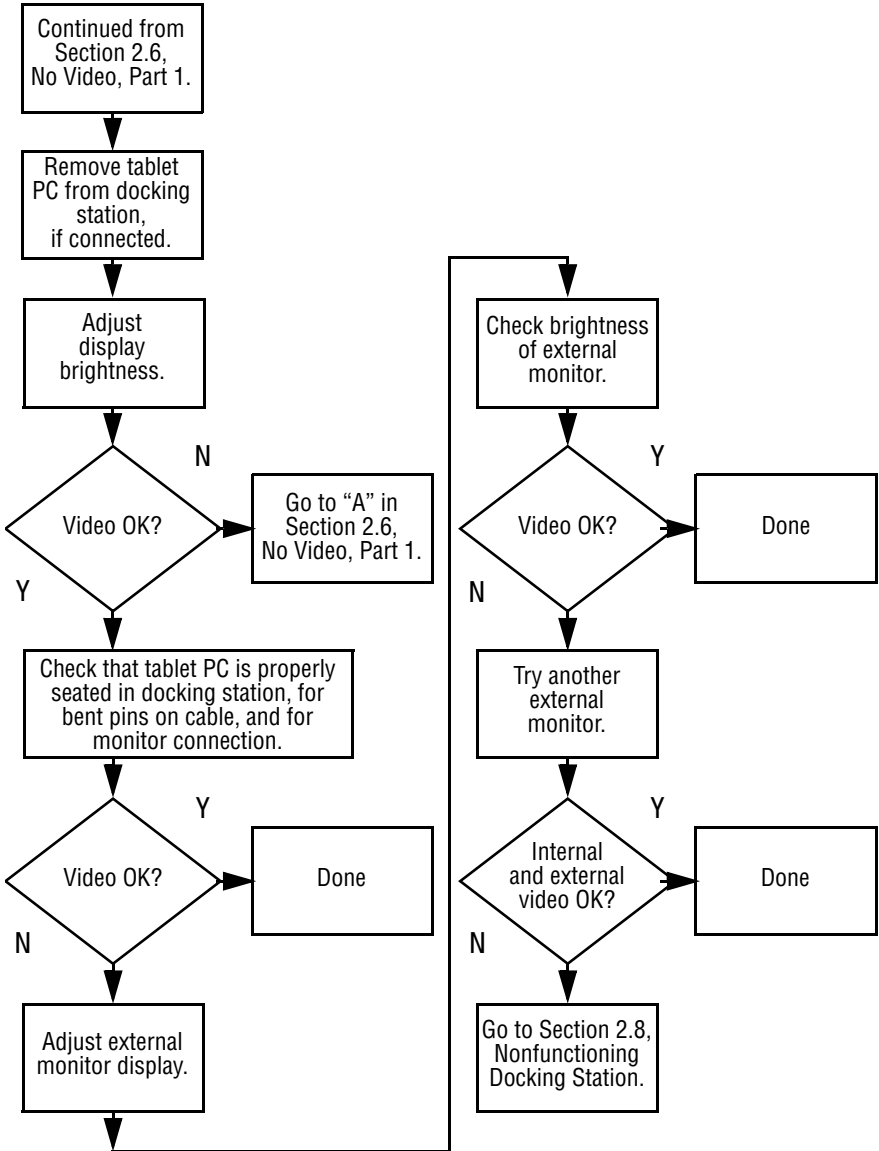 Continued from
Section 2.6,
No Video, Part 1.
Remove tablet
PC from docking
station,
if connected.
Adjust
display
brightness.
N
Video OK?
Go to “A” in
Section 2.6,
No Video, Part 1.
Y
Check that tablet PC is properly
seated in docking station, for
bent pins on cable, and for
monitor connection.
Y
Video OK?
Done
N
Adjust external
monitor display.
Check brightness
of external
monitor.
Y
Video OK?
Done
N
Try another
external
monitor.
Y
Internal
and external
video OK?
Done
N
Go to Section 2.8,
Nonfunctioning
Docking Station.